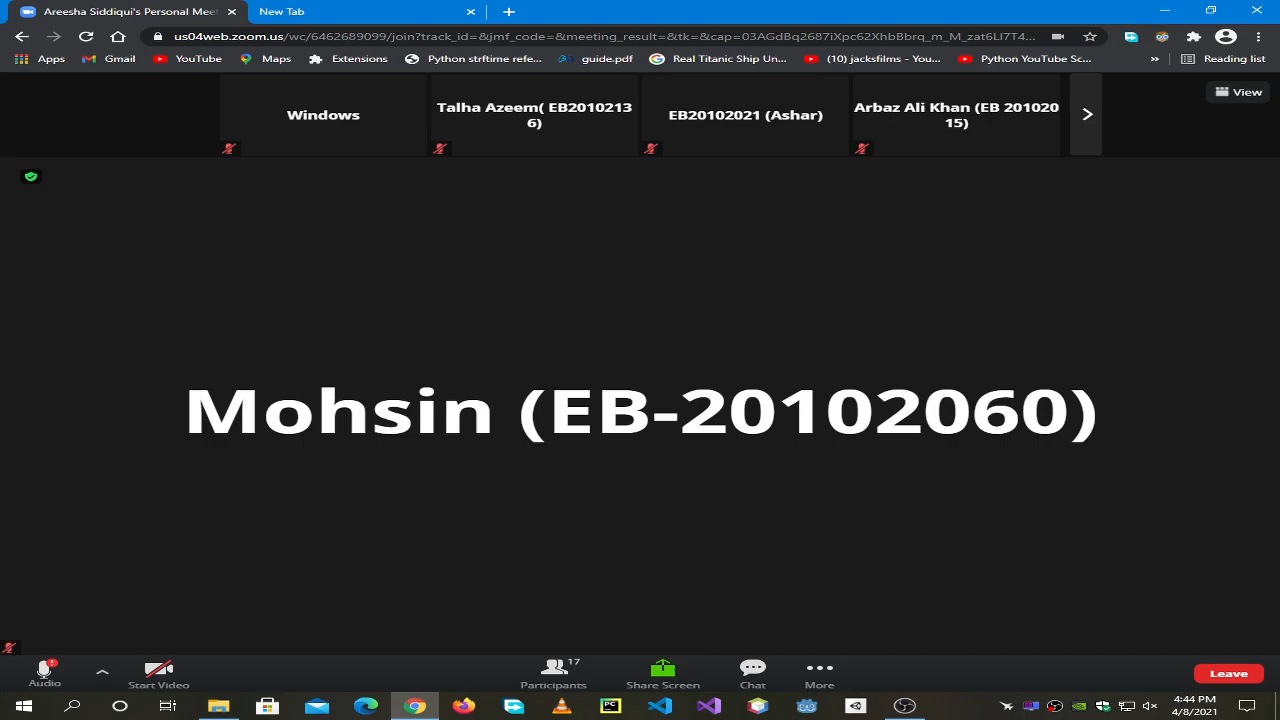 Areesha Siddiqui's Personal Meet
New Tab
us04web.zoom.us/wc/6462689099/join?track_id=&jmf_code=&meeting_result=&tk=&cap=03AGdBq2687iXpc62XhbBbrq_m_M_zat6LI7T4...
Apps
Gmail
YouTube
Maps
Extensions
Python strftime refe...
guide.pdf
Real Titanic Ship Un...
(10) jacksfilms - You...
Python YouTube Sc...
»
Reading list
Windows
Talha Azeem( EB2010213
6)
EB20102021 (Ashar)
Arbaz Ali Khan (EB 201020
15)
View
Mohsin (EB-20102060)
Audio
Start Video
Participants
17
Share Screen
Chat
More
Leave
PC
4:44 PM
4/8/2021